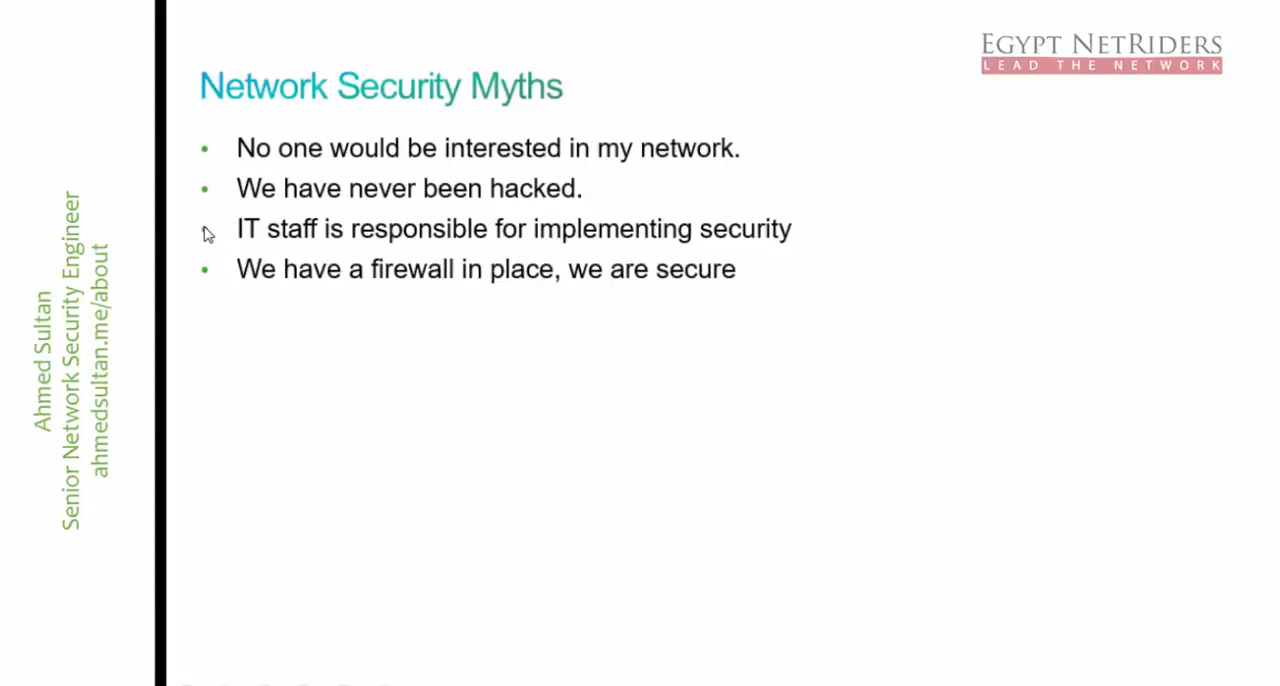 EGYPT NETRIDERS
LEAD THE NETWORK
Network Security Myths
• No one would be interested in my network.
• We have never been hacked.
IT staff is responsible for implementing security
• We have a firewall in place, we are secure
Ahmed Sultan
Senior Network Security Engineer
ahmedsultan.me/about